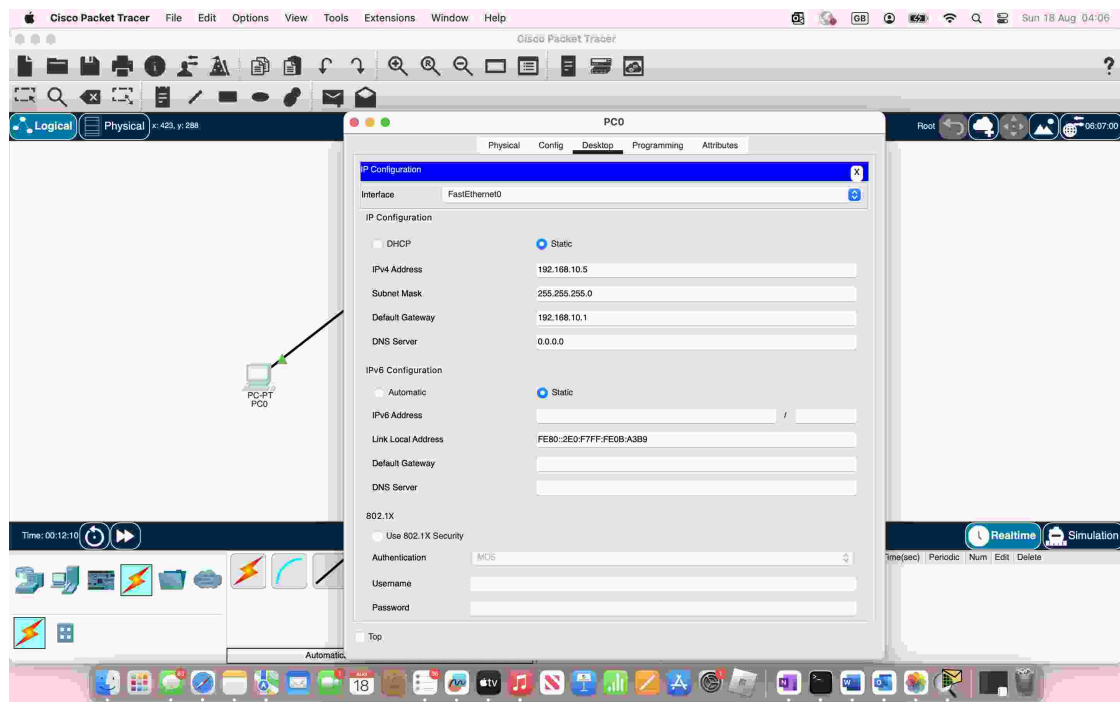 Cisco Packet Tracer File Edit Options View Tools Extensions Window Help GB Sun 18 Aug 04:06
Cisco Packet Tracer
?
Logical Physical x: 423, y: 288 PC0 Root 06:07:00
Physical Config Desktop Programming Attributes
IP Configuration X
Interface FastEthernet0
IP Configuration
DHCP Static
IPv4 Address 192.168.10.5
Subnet Mask 255.255.255.0
Default Gateway 192.168.10.1
DNS Server 0.0.0.0
IPv6 Configuration
Automatic Static
IPv6 Address /
Link Local Address FE80::2E0:F7FF:FE0B:A3B9
Default Gateway
DNS Server
PC-PT
PC0
802.1X
Use 802.1X Security
Authentication MD5
Username
Password
Top
Time: 00:12:10 Realtime Simulation
Time(sec) Periodic Num Edit Delete
Automatic
AUG
18
tv